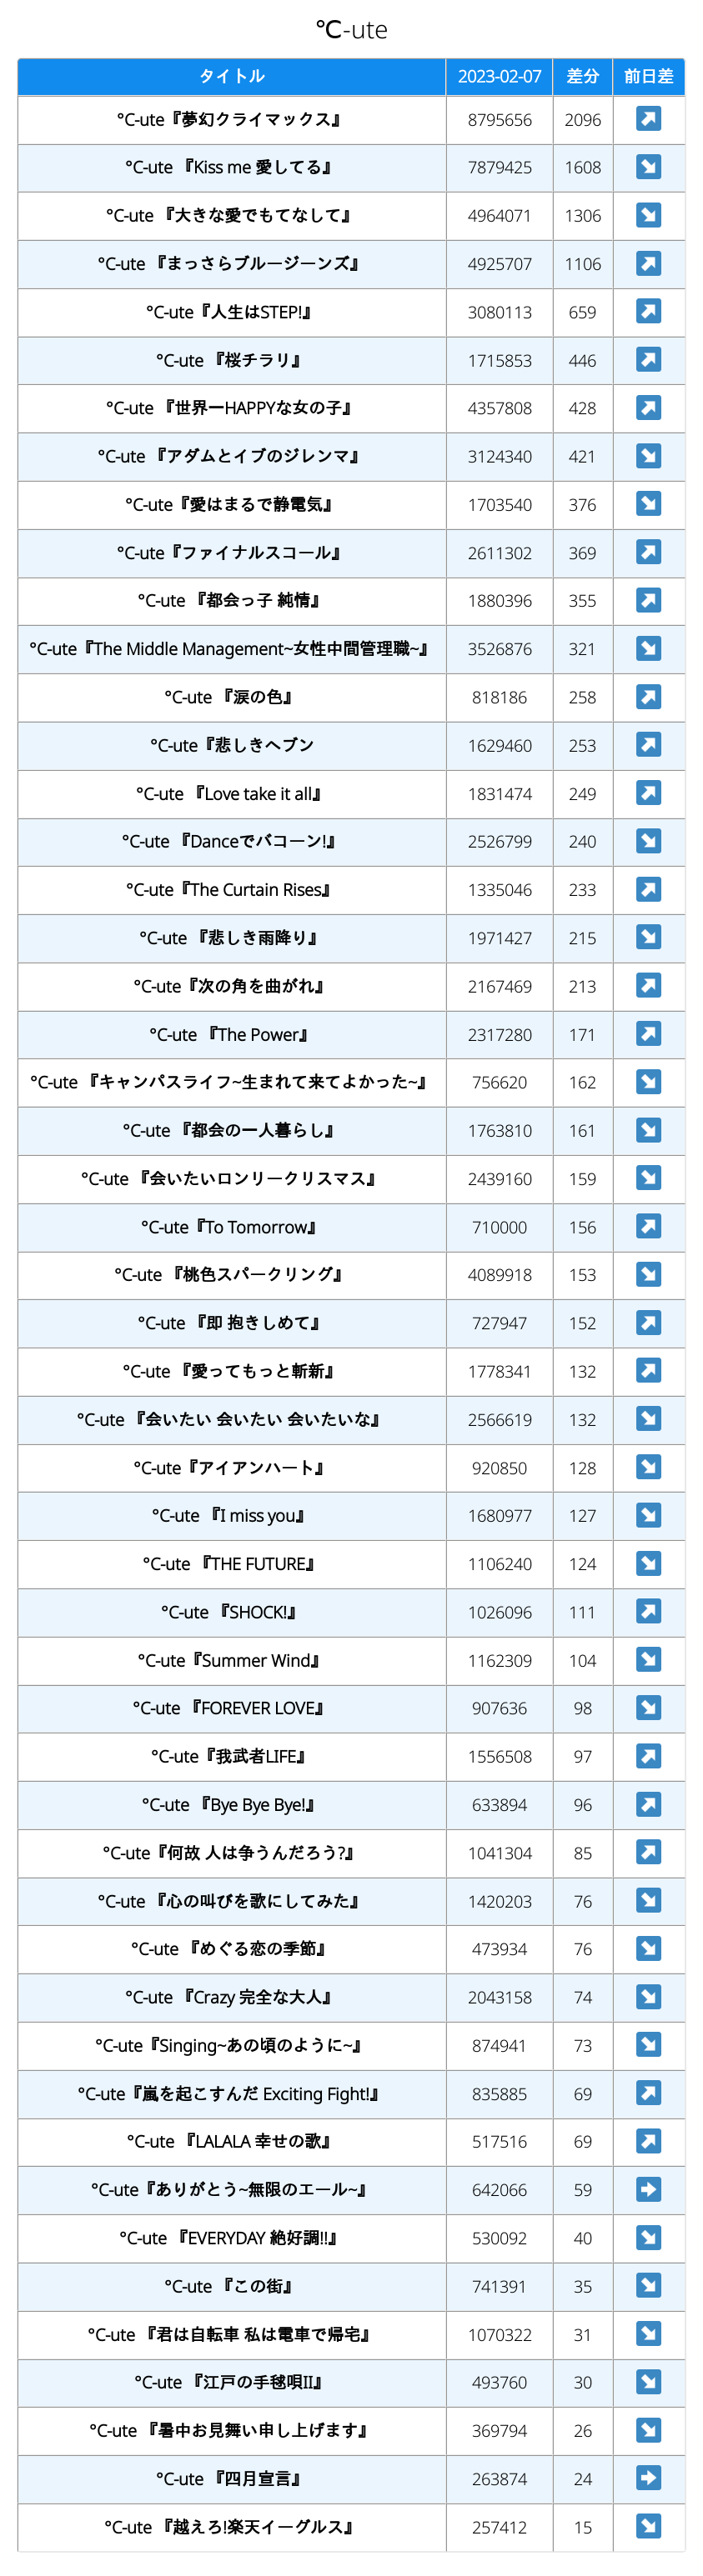 ℃-ute
タイトル 2023-02-07 差分 前日差
℃-ute『夢幻クライマックス』 8795656 2096 ↗
℃-ute 『Kiss me 愛してる』 7879425 1608 ↘
℃-ute 『大きな愛でもてなして』 4964071 1306 ↘
℃-ute 『まっさらブルージーンズ』 4925707 1106 ↗
℃-ute『人生はSTEP!』 3080113 659 ↗
℃-ute 『桜チラリ』 1715853 446 ↗
℃-ute 『世界一HAPPYな女の子』 4357808 428 ↗
℃-ute 『アダムとイブのジレンマ』 3124340 421 ↘
℃-ute『愛はまるで静電気』 1703540 376 ↘
℃-ute『ファイナルスコール』 2611302 369 ↗
℃-ute 『都会っ子 純情』 1880396 355 ↗
℃-ute『The Middle Management~女性中間管理職~』 3526876 321 ↘
℃-ute 『涙の色』 818186 258 ↗
℃-ute『悲しきヘブン 1629460 253 ↗
℃-ute 『Love take it all』 1831474 249 ↗
℃-ute 『Danceでバコーン!』 2526799 240 ↘
℃-ute『The Curtain Rises』 1335046 233 ↗
℃-ute 『悲しき雨降り』 1971427 215 ↘
℃-ute『次の角を曲がれ』 2167469 213 ↗
℃-ute 『The Power』 2317280 171 ↗
℃-ute 『キャンパスライフ~生まれて来てよかった~』 756620 162 ↘
℃-ute 『都会の一人暮らし』 1763810 161 ↘
℃-ute 『会いたいロンリークリスマス』 2439160 159 ↘
℃-ute『To Tomorrow』 710000 156 ↗
℃-ute 『桃色スパークリング』 4089918 153 ↘
℃-ute 『即 抱きしめて』 727947 152 ↗
℃-ute 『愛ってもっと斬新』 1778341 132 ↗
℃-ute 『会いたい 会いたい 会いたいな』 2566619 132 ↘
℃-ute『アイアンハート』 920850 128 ↘
℃-ute 『I miss you』 1680977 127 ↘
℃-ute 『THE FUTURE』 1106240 124 ↘
℃-ute 『SHOCK!』 1026096 111 ↗
℃-ute『Summer Wind』 1162309 104 ↘
℃-ute 『FOREVER LOVE』 907636 98 ↘
℃-ute『我武者LIFE』 1556508 97 ↗
℃-ute 『Bye Bye Bye!』 633894 96 ↗
℃-ute『何故 人は争うんだろう?』 1041304 85 ↗
℃-ute 『心の叫びを歌にしてみた』 1420203 76 ↘
℃-ute 『めぐる恋の季節』 473934 76 ↘
℃-ute 『Crazy 完全な大人』 2043158 74 ↘
℃-ute『Singing~あの頃のように~』 874941 73 ↘
℃-ute『嵐を起こすんだ Exciting Fight!』 835885 69 ↗
℃-ute 『LALALA 幸せの歌』 517516 69 ↗
℃-ute『ありがとう~無限のエール~』 642066 59 →
℃-ute 『EVERYDAY 絶好調!!』 530092 40 ↘
℃-ute 『この街』 741391 35 ↘
℃-ute 『君は自転車 私は電車で帰宅』 1070322 31 ↘
℃-ute 『江戸の手毬唄II』 493760 30 ↘
℃-ute 『暑中お見舞い申し上げます』 369794 26 ↘
℃-ute 『四月宣言』 263874 24 →
℃-ute 『越えろ!楽天イーグルス』 257412 15 ↘